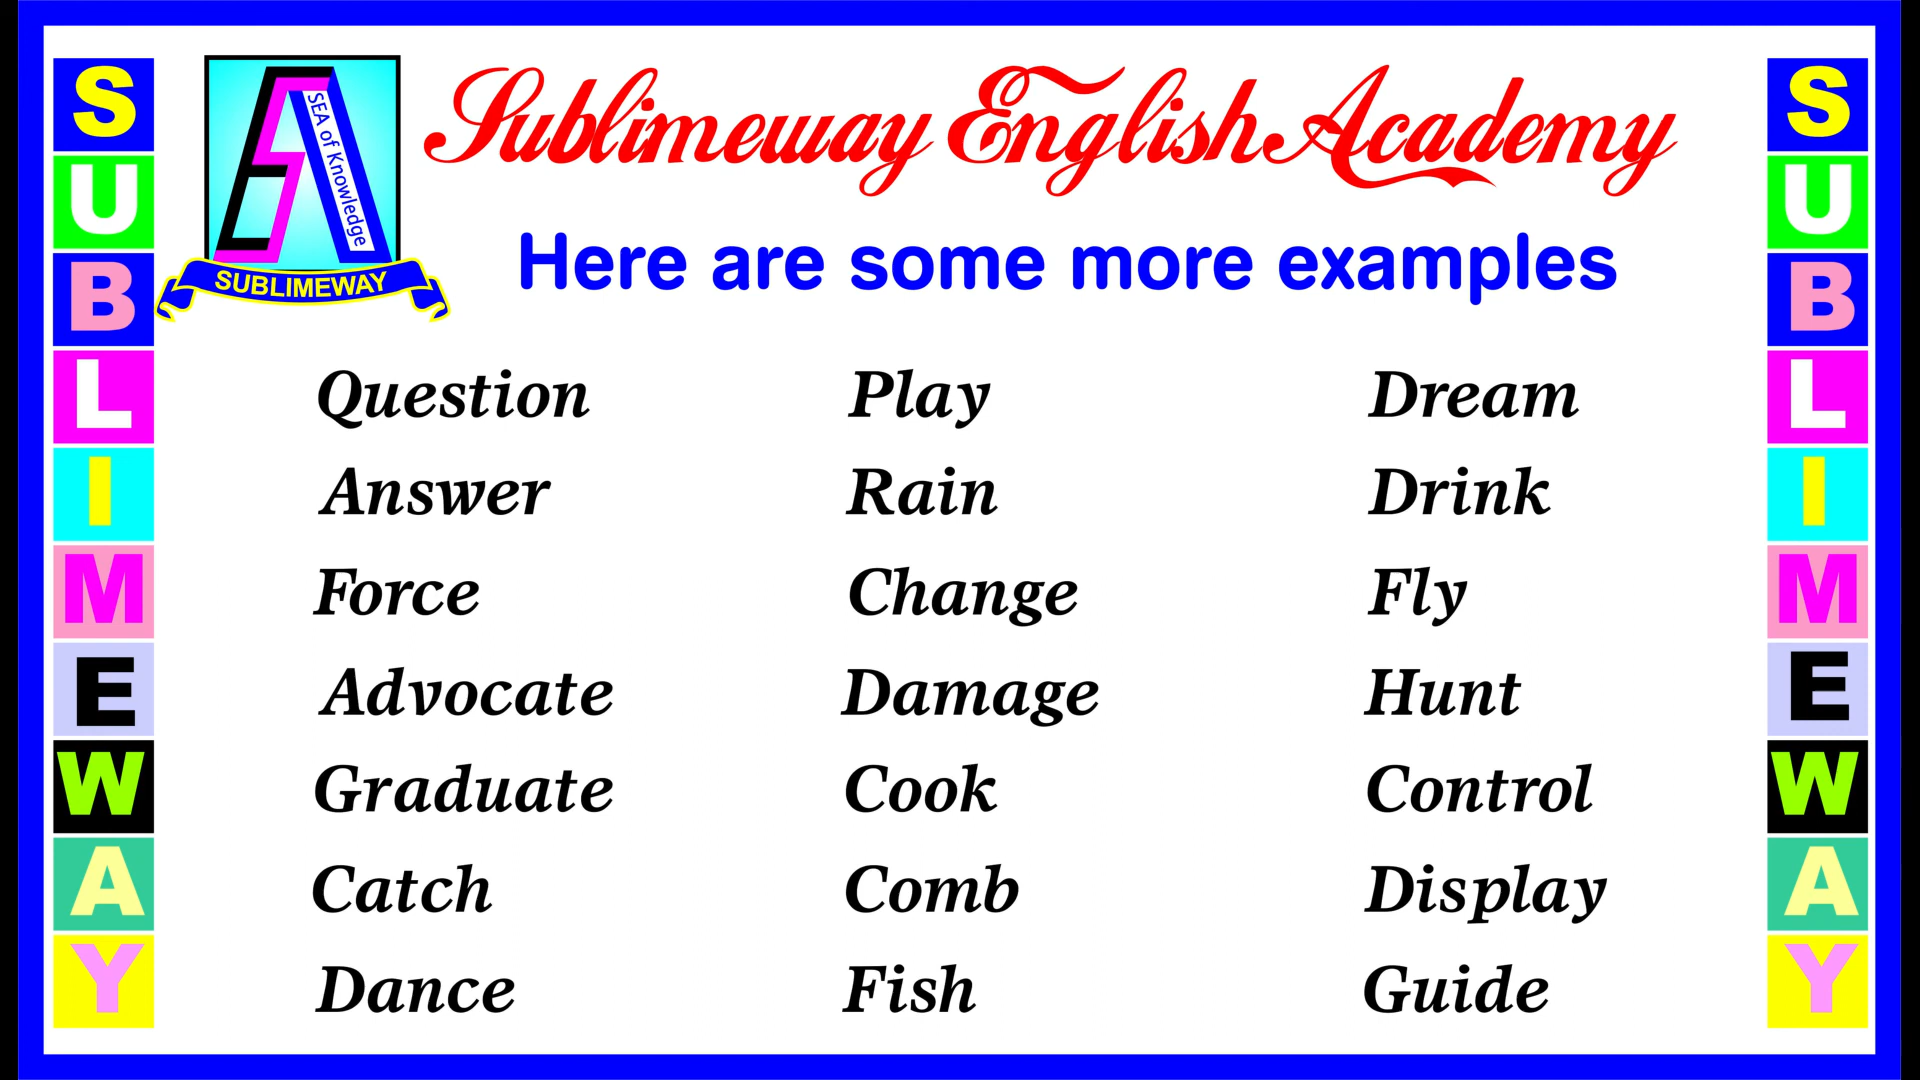 SUBLIMEWAY
SEA of Knowledge
SUBLIMEWAY
Sublimeway English Academy
Here are some more examples
Question Play Dream
Answer Rain Drink
Force Change Fly
Advocate Damage Hunt
Graduate Cook Control
Catch Comb Display
Dance Fish Guide
SUBLIMEWAY